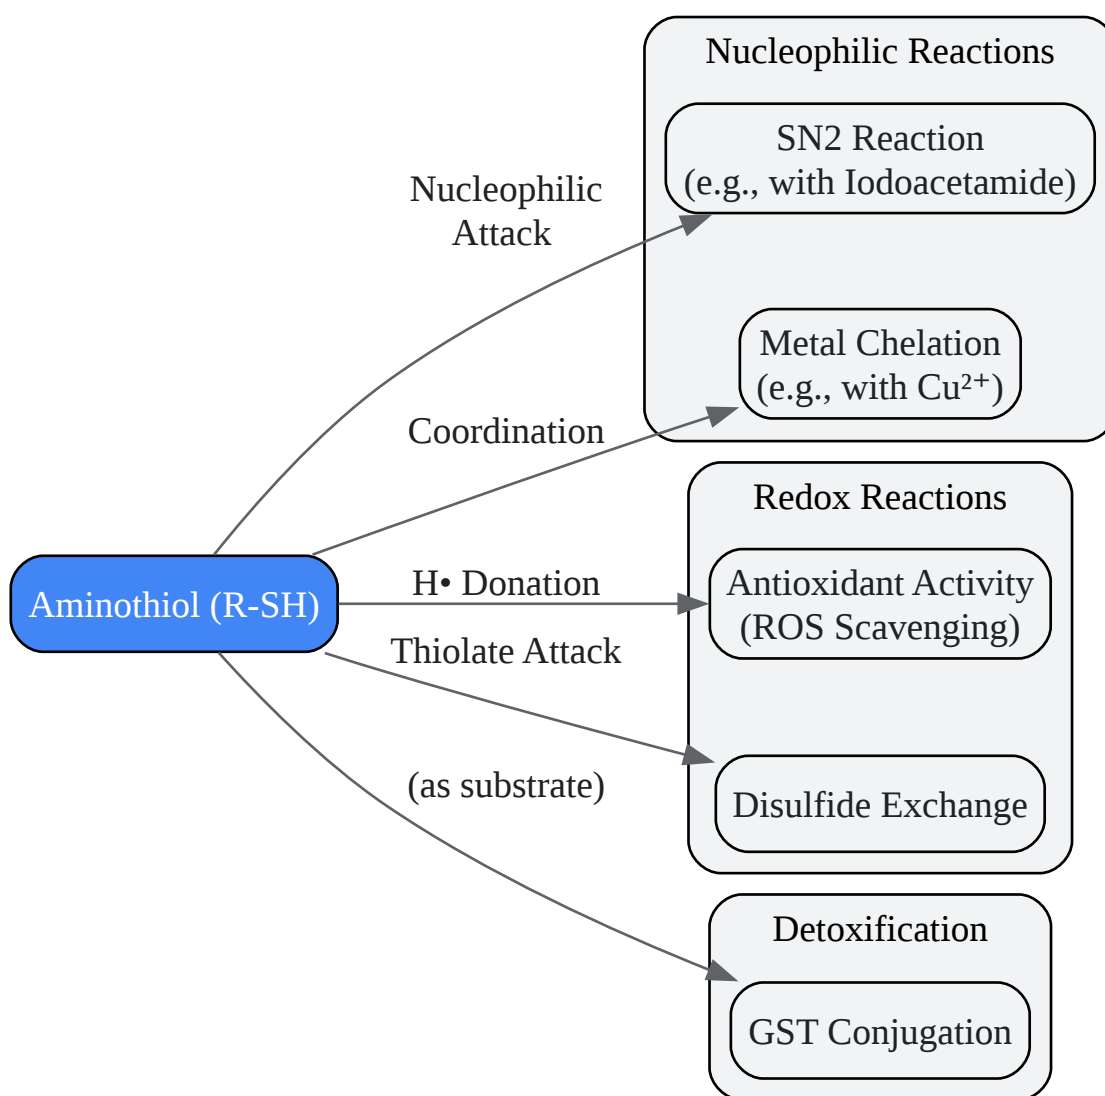 Nucleophilic Reactions
SN2 Reaction
(e.g., with Iodoacetamide)
Nucleophilic
Attack
Metal Chelation
(e.g., with Cu²⁺)
Coordination
Redox Reactions
Aminothiol (R-SH)
H• Donation
Antioxidant Activity
(ROS Scavenging)
Thiolate Attack
(as substrate)
Disulfide Exchange
Detoxification
GST Conjugation